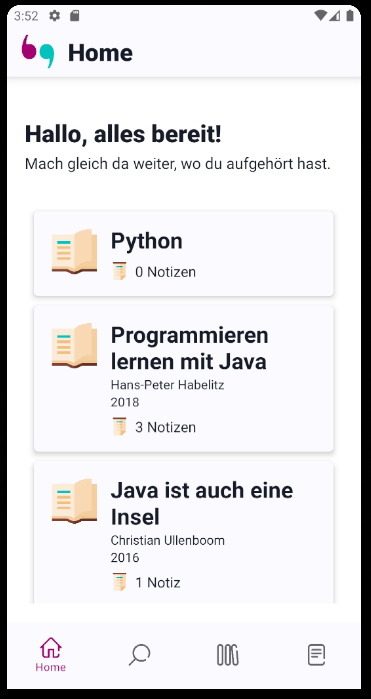 3:52
Home
Hallo, alles bereit!
Mach gleich da weiter, wo du aufgehört hast.
Python
0 Notizen
Programmieren
lernen mit Java
Hans-Peter Habelitz
2018
3 Notizen
Java ist auch eine
Insel
Christian Ullenboom
2016
1 Notiz
Home